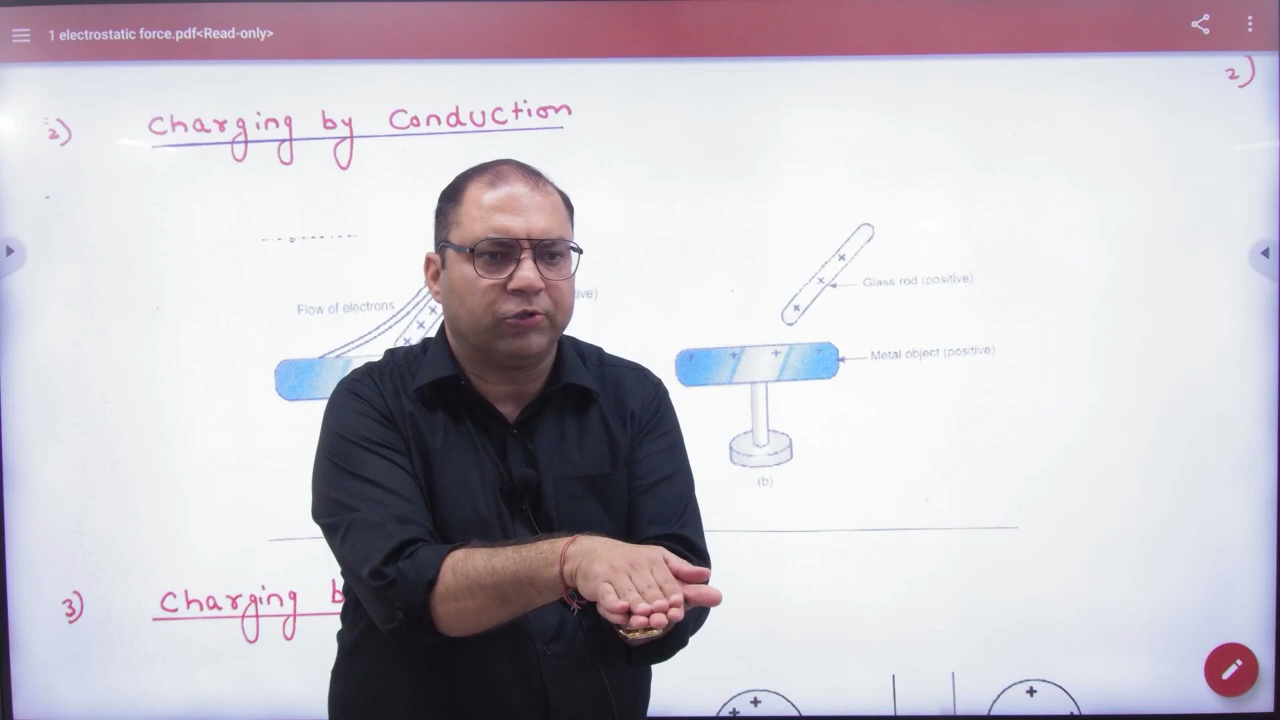 1 electrostatic force.pdf<Read-only>
2)
2) Charging by Conduction
Flow of electrons
Glass rod (positive)
Metal object (positive)
(b)
3) Charging